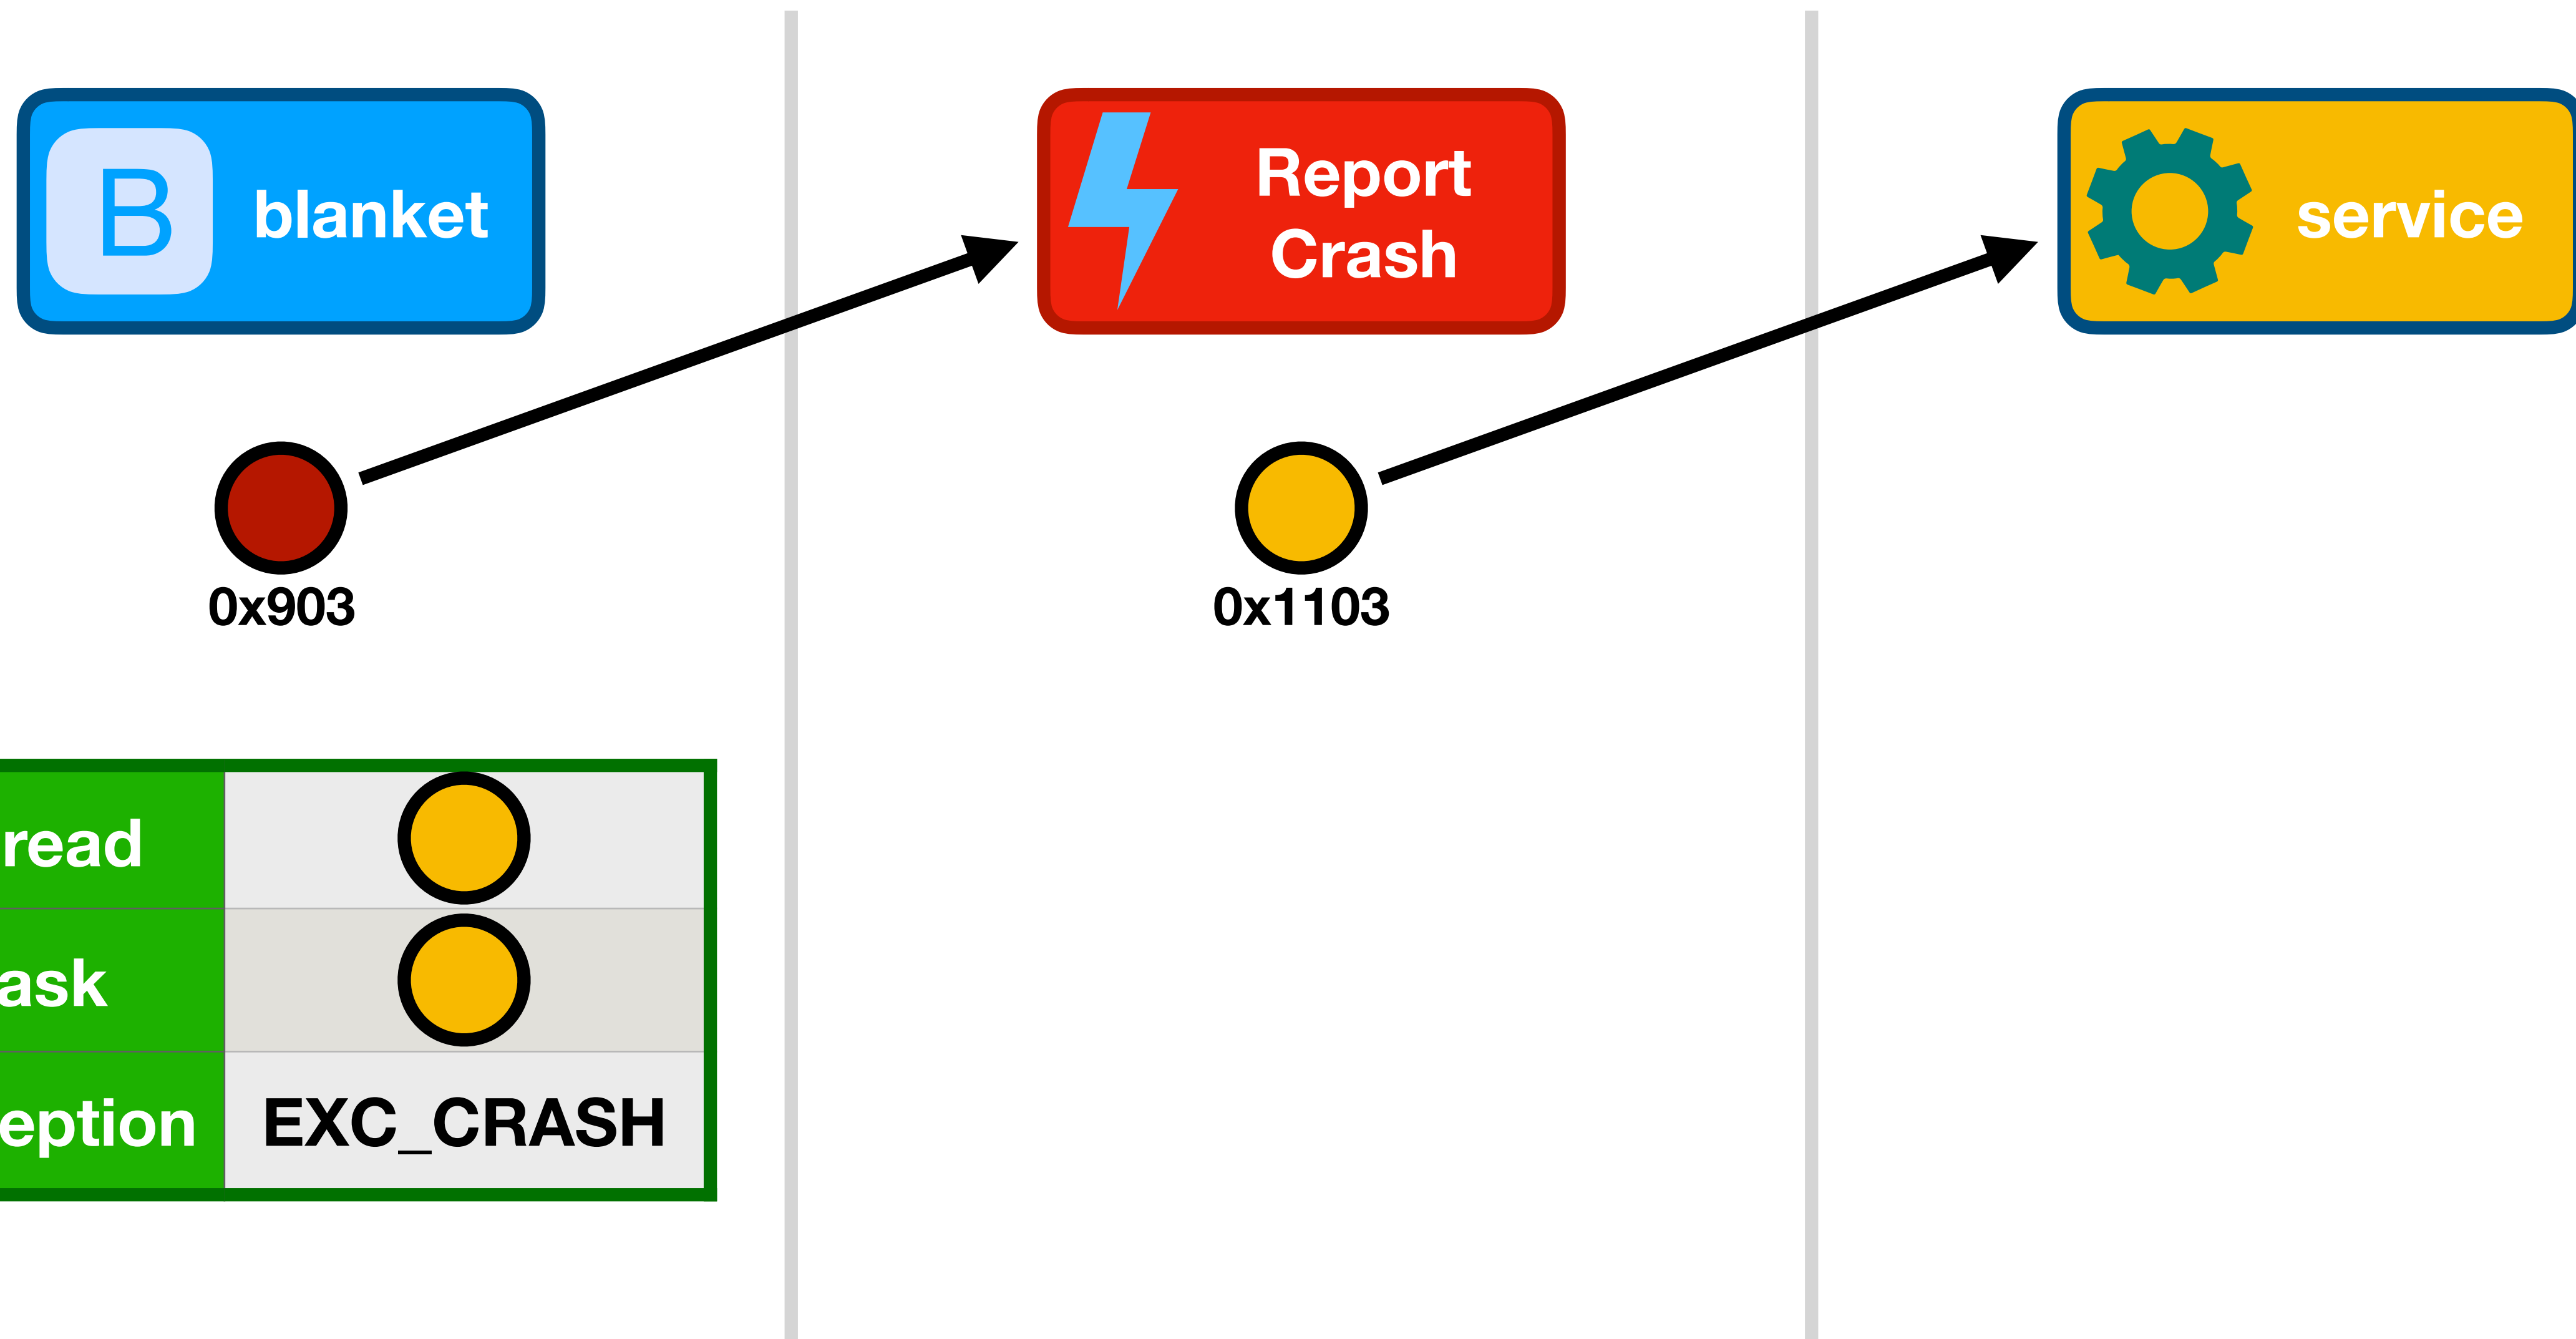 B
blanket
Report
Crash
service
0x903
0x1103
read
ask
eption
EXC_CRASH